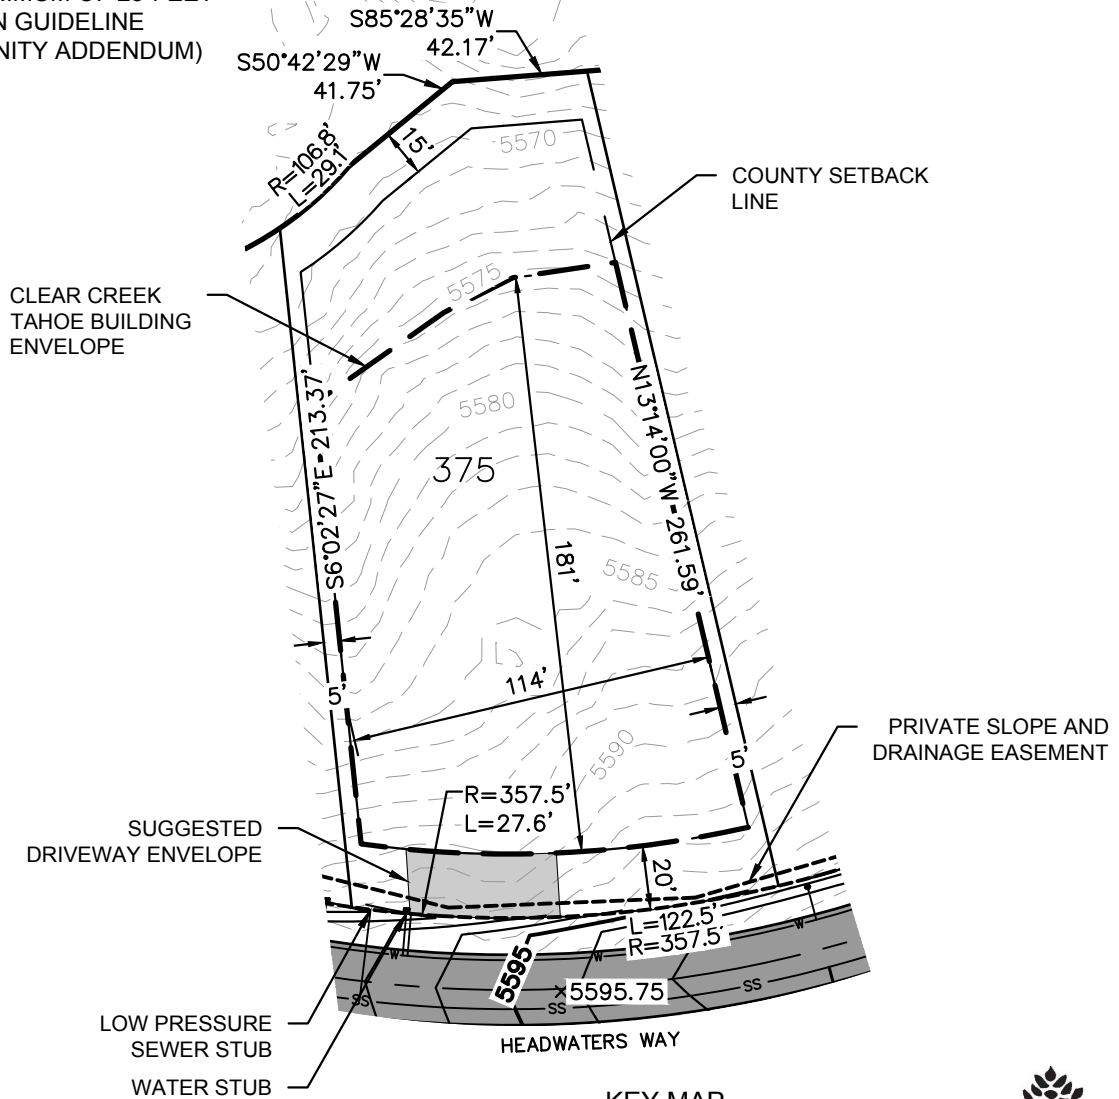 N GUIDELINE
NITY ADDENDUM)
S85°28'35"W
42.17'
S50°42'29"W
41.75'
R=106.8'
L=29.1'
15'
5570
COUNTY SETBACK
LINE
5575
CLEAR CREEK
TAHOE BUILDING
ENVELOPE
5580
375
S6°02'27"E-213.37'
N13°14'00"W-261.59'
181'
5585
114'
5'
5'
5590
PRIVATE SLOPE AND
DRAINAGE EASEMENT
R=357.5'
L=27.6'
SUGGESTED
DRIVEWAY ENVELOPE
20'
L=122.5'
R=357.5'
W
W
W
5595
5595.75
SS
SS
SS
LOW PRESSURE
SEWER STUB
WATER STUB
HEADWATERS WAY
KEY MAP